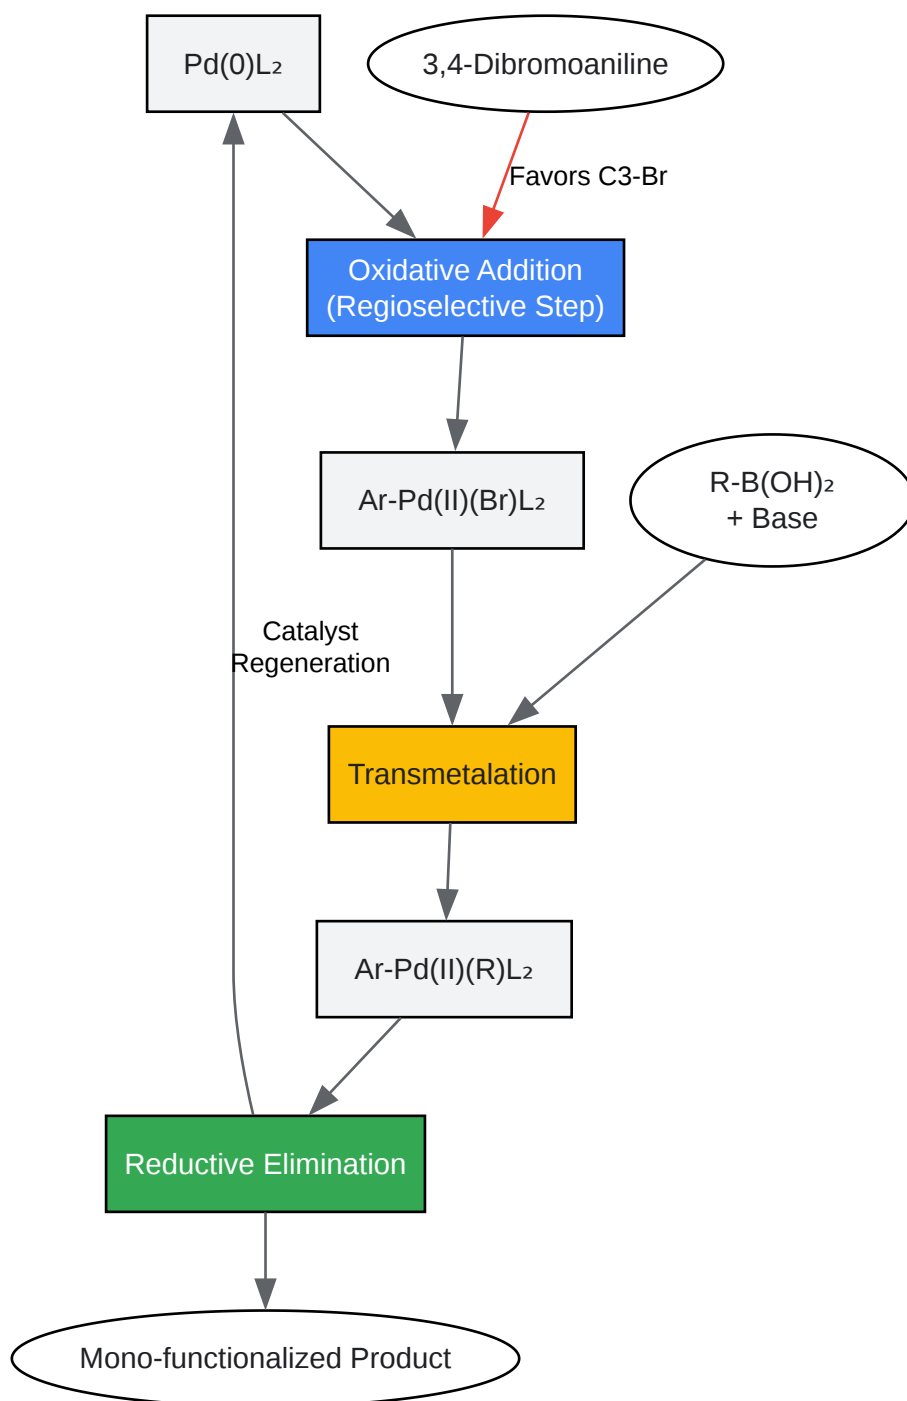 Pd(0)L₂
3,4-Dibromoaniline
Favors C3-Br
Oxidative Addition
(Regioselective Step)
Ar-Pd(II)(Br)L₂
R-B(OH)₂
+ Base
Catalyst
Regeneration
Transmetalation
Ar-Pd(II)(R)L₂
Reductive Elimination
Mono-functionalized Product